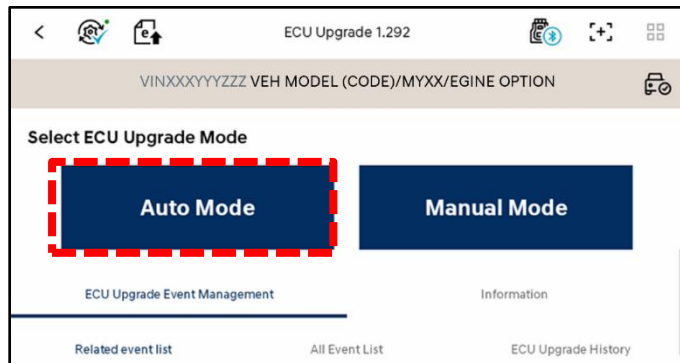 ECU Upgrade 1.292
VINXXXYYYZZZ VEH MODEL (CODE)/MYXX/EGINE OPTION
Select ECU Upgrade Mode
Auto Mode Manual Mode
ECU Upgrade Event Management Information
Related event list All Event List ECU Upgrade History